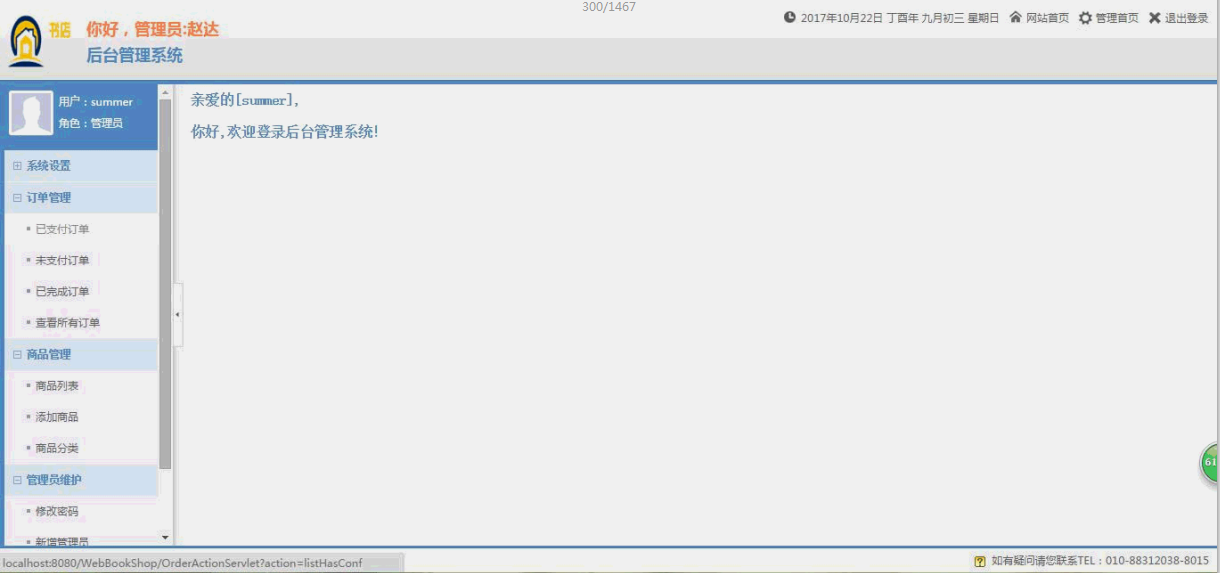 300/1467
书店
你好，管理员:赵达
后台管理系统
2017年10月22日 丁酉年 九月初三 星期日 网站首页 管理首页 退出登录
用户：summer
角色：管理员
系统设置
订单管理
已支付订单
未支付订单
已完成订单
查看所有订单
商品管理
商品列表
添加商品
商品分类
管理员维护
修改密码
新增管理员
亲爱的[summer],
你好,欢迎登录后台管理系统!
61
localhost:8080/WebBookShop/OrderActionServlet?action=listHasConf
如有疑问请您联系TEL：010-88312038-8015